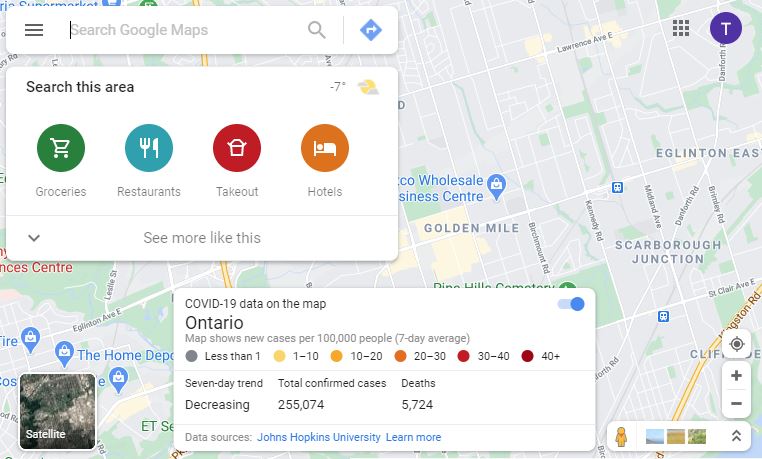 Supermarket
Search Google Maps
T
Lawrence Ave E
Danforth Rd
Search this area
-7°
D
Groceries
Restaurants
Takeout
Hotels
EGLINTON EAST
Wholesale
Business Centre
GOLDEN MILE
Midland Ave
Danforth Rd
Brimley Rd
Kennedy Rd
Birchmount Rd
SCARBOROUGH
JUNCTION
See more like this
nces Centre
Leslie St
Pine Hills Cemetery
St Clair Ave E
Kingston Rd
Eglinton Ave E
COVID-19 data on the map
Ontario
Map shows new cases per 100,000 people (7-day average)
Less than 1
1–10
10–20
20–30
30–40
40+
The Home Depo
Cos
CLIFF
Seven-day trend
Total confirmed cases
Deaths
Decreasing
255,074
5,724
Satellite
ET Se
Data sources: Johns Hopkins University Learn more